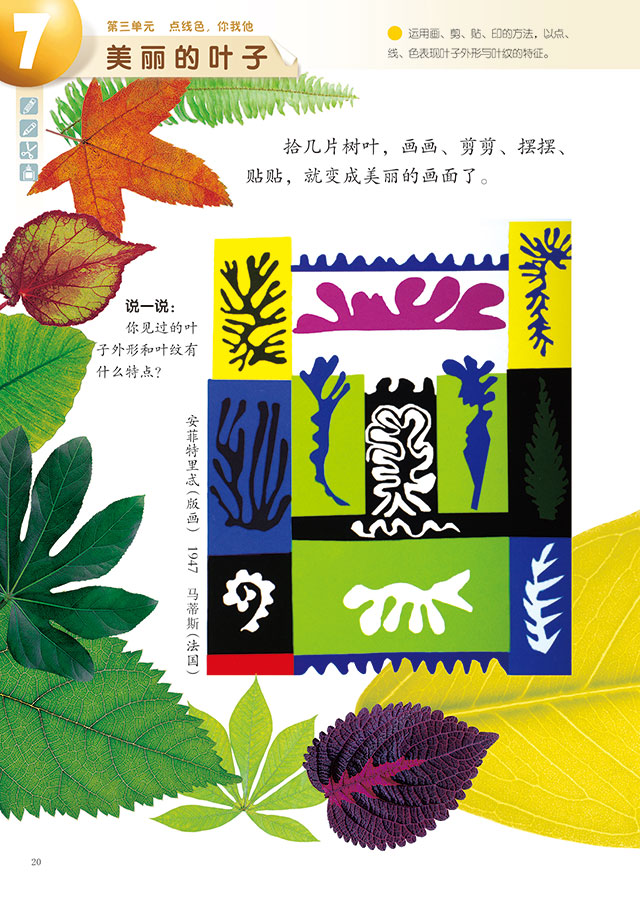 7
第三单元 点线色，你我他
美丽的叶子
运用画、剪、贴、印的方法，以点、
线、色表现叶子外形与叶纹的特征。
拾几片树叶，画画、剪剪、摆摆、
贴贴，就变成美丽的画面了。
说一说：
你见过的叶
子外形和叶纹有
什么特点？
安菲特里忒（版画） 1947 马蒂斯（法国）
20